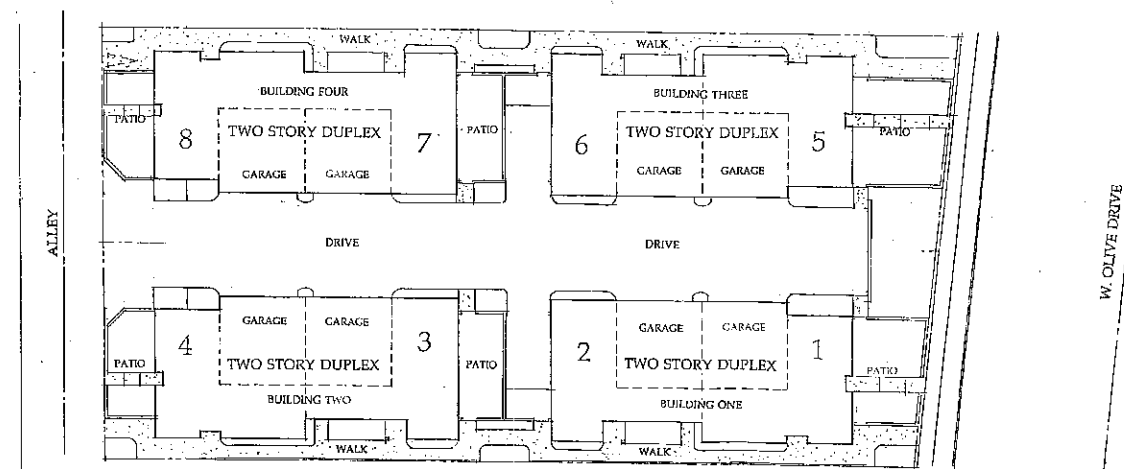 WALK
WALK
BUILDING FOUR
BUILDING THREE
PATIO
8
TWO STORY DUPLEX
7
PATIO
6
TWO STORY DUPLEX
5
PATIO
GARAGE
GARAGE
GARAGE
GARAGE
ALLEY
DRIVE
DRIVE
W. OLIVE DRIVE
4
GARAGE
GARAGE
3
2
GARAGE
GARAGE
1
PATIO
TWO STORY DUPLEX
PATIO
TWO STORY DUPLEX
PATIO
BUILDING TWO
BUILDING ONE
WALK
WALK